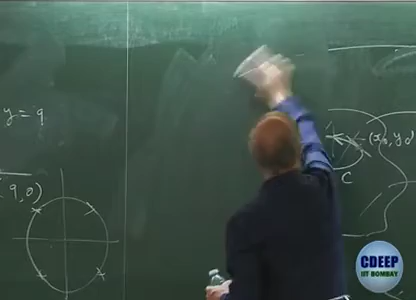 y = 9
9, 0)
(x₀, y₀)
C
CDEEP
IIT BOMBAY